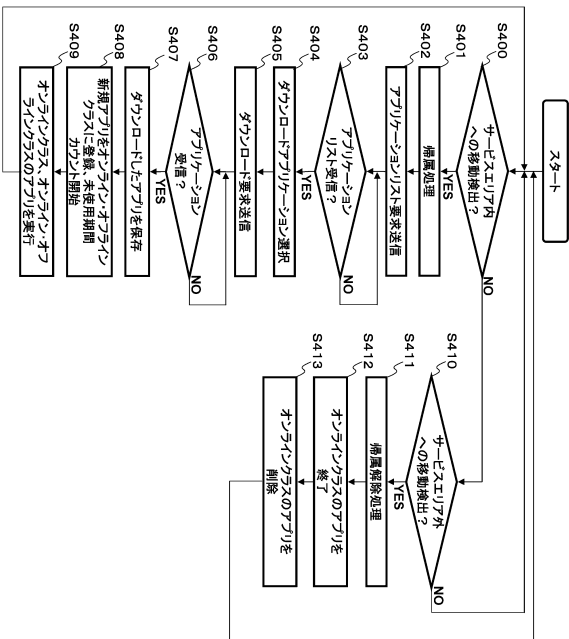 スタート
S400
サービスエリア内
への移動検出？
YES
NO
S401
帰属処理
S402
アプリケーションリスト要求送信
S403
アプリケーション
リスト受信？
YES
NO
S404
ダウンロードアプリケーション選択
S405
ダウンロード要求送信
S406
アプリケーション
受信？
YES
NO
S407
ダウンロードしたアプリを保存
S408
新規アプリをオンライン・オフライン
クラスに登録、未使用期間
カウント開始
S409
オンラインクラス、オンライン・オフ
ラインクラスのアプリを実行
S410
サービスエリア外
への移動検出？
YES
NO
S411
帰属解除処理
S412
オンラインクラスのアプリを
終了
S413
オンラインクラスのアプリを
削除